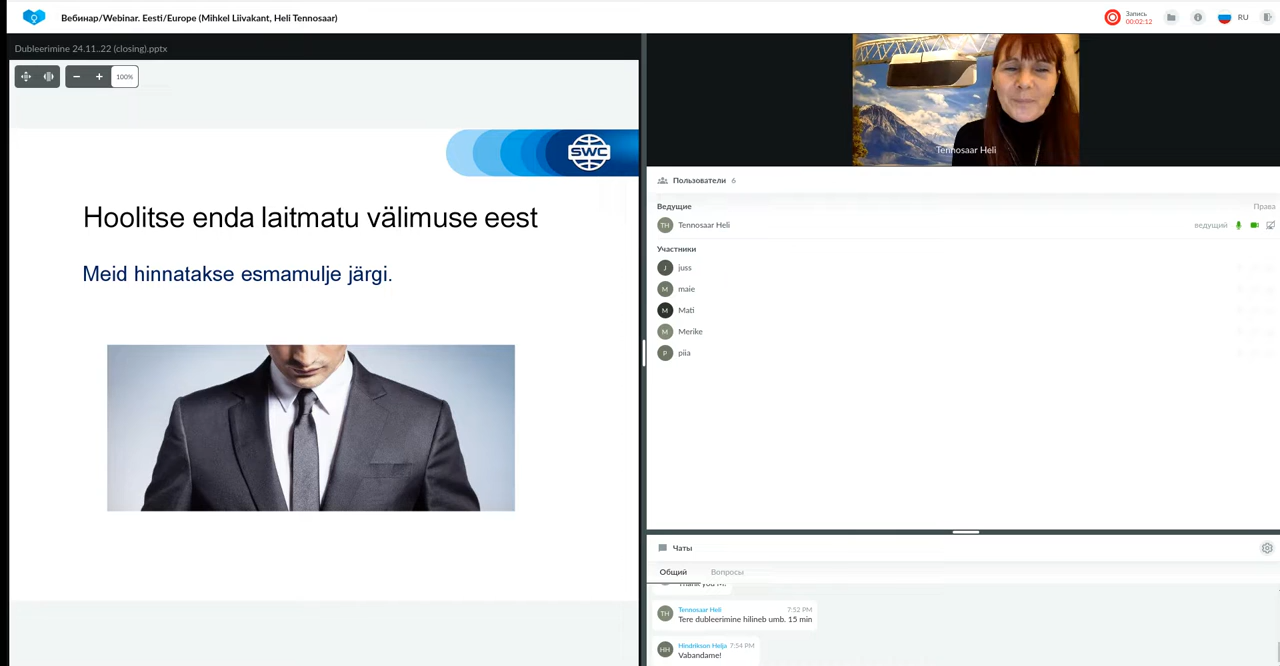 Вебинар/Webinar. Eesti/Europe (Mihkel Liivakant, Heli Tennosaar)
Запись
00:02:12
RU
Dubleerimine 24.11..22 (closing).pptx
100%
SWC
Hoolitse enda laitmatu välimuse eest
Meid hinnatakse esmamulje järgi.
Tennosaar Heli
Пользователи 6
Ведущие
Права
TH Tennosaar Heli ведущий
Участники
J juss
M maie
M Mati
M Merike
P piia
Чаты
Общий Вопросы
Thank you M!
TH Tennosaar Heli 7:52 PM
Tere dubleerimine hilineb umb. 15 min
HH Hindrikson Helja 7:54 PM
Vabandame!